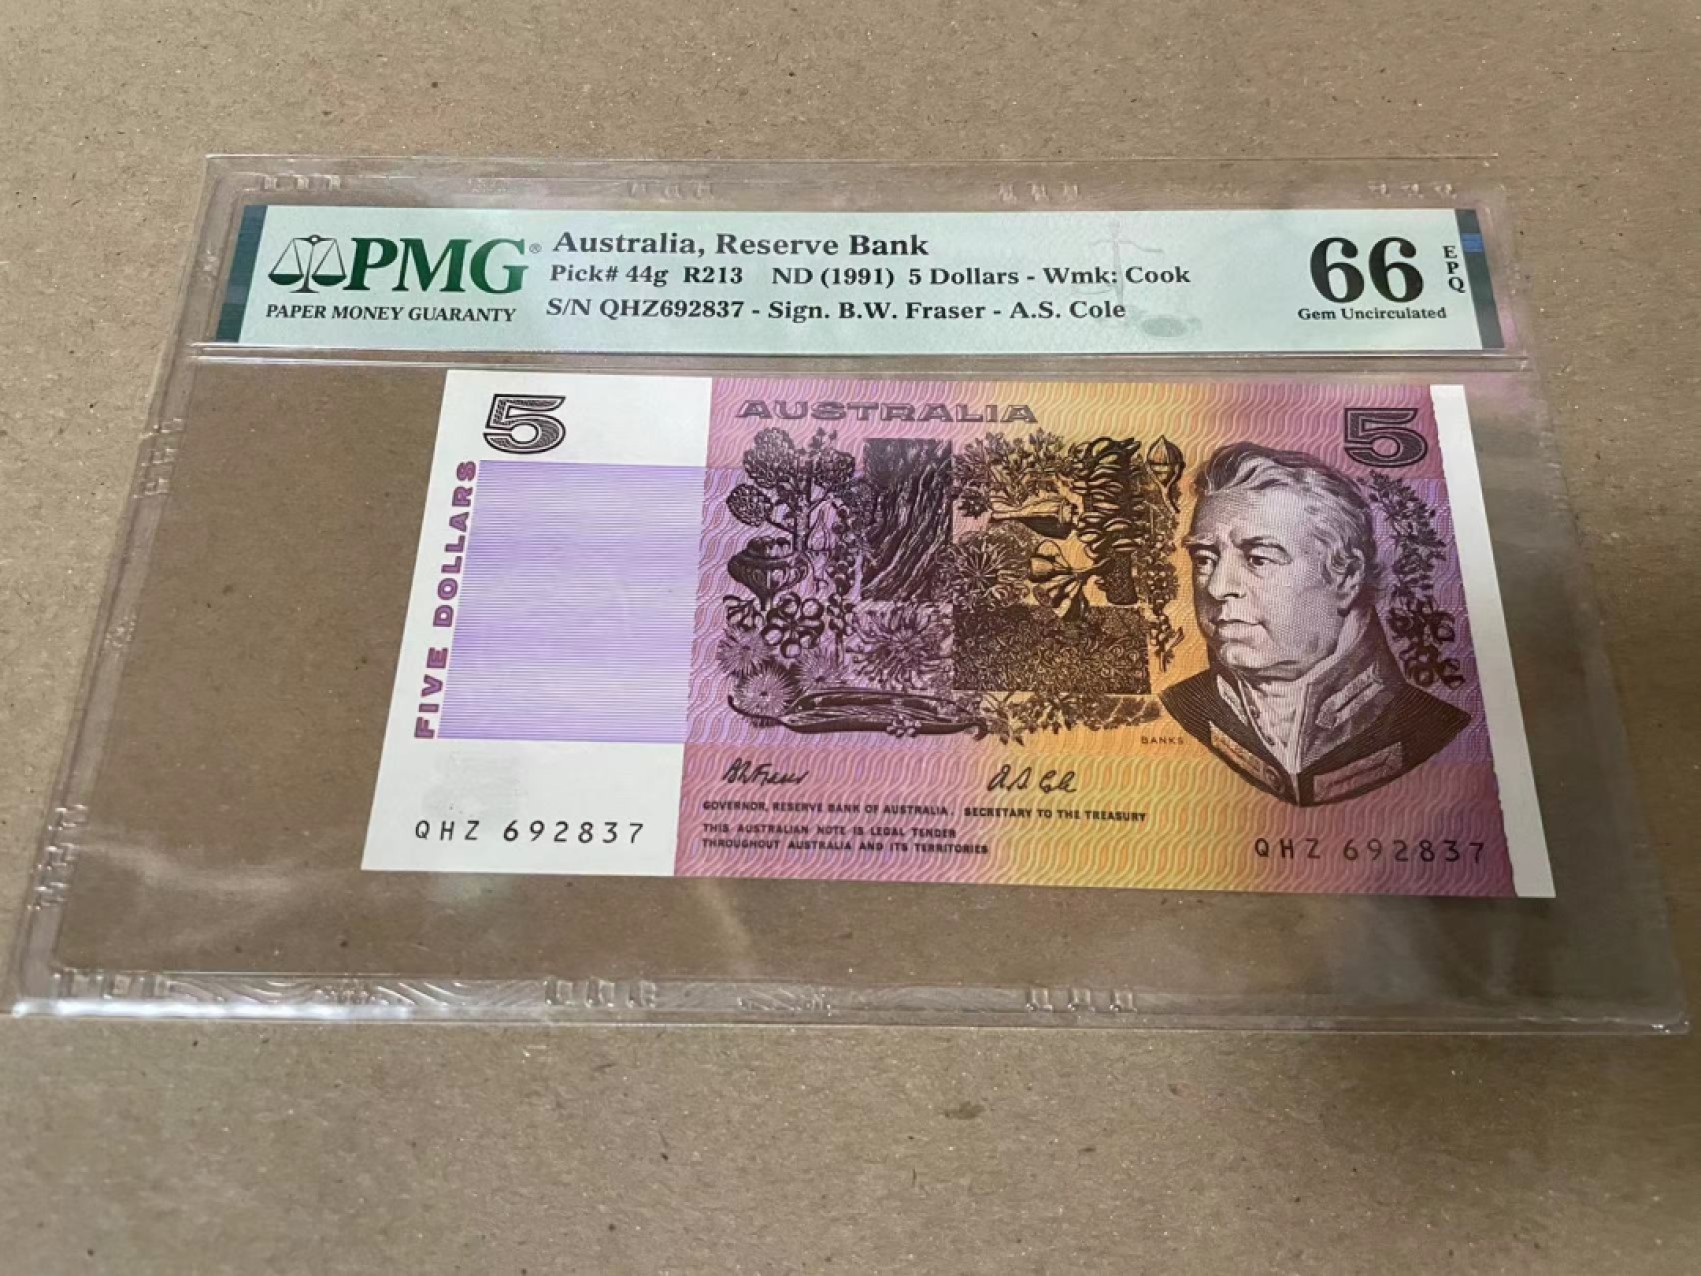 PMG®
PAPER MONEY GUARANTY
Australia, Reserve Bank
Pick# 44g R213 ND (1991) 5 Dollars - Wmk: Cook
S/N QHZ692837 - Sign. B.W. Fraser - A.S. Cole
66
EPQ
Gem Uncirculated
5
AUSTRALIA
5
FIVE DOLLARS
BANKS
BWFraser
A.S. Cole
GOVERNOR, RESERVE BANK OF AUSTRALIA. SECRETARY TO THE TREASURY
THIS AUSTRALIAN NOTE IS LEGAL TENDER
THROUGHOUT AUSTRALIA AND ITS TERRITORIES
QHZ 692837
QHZ 692837